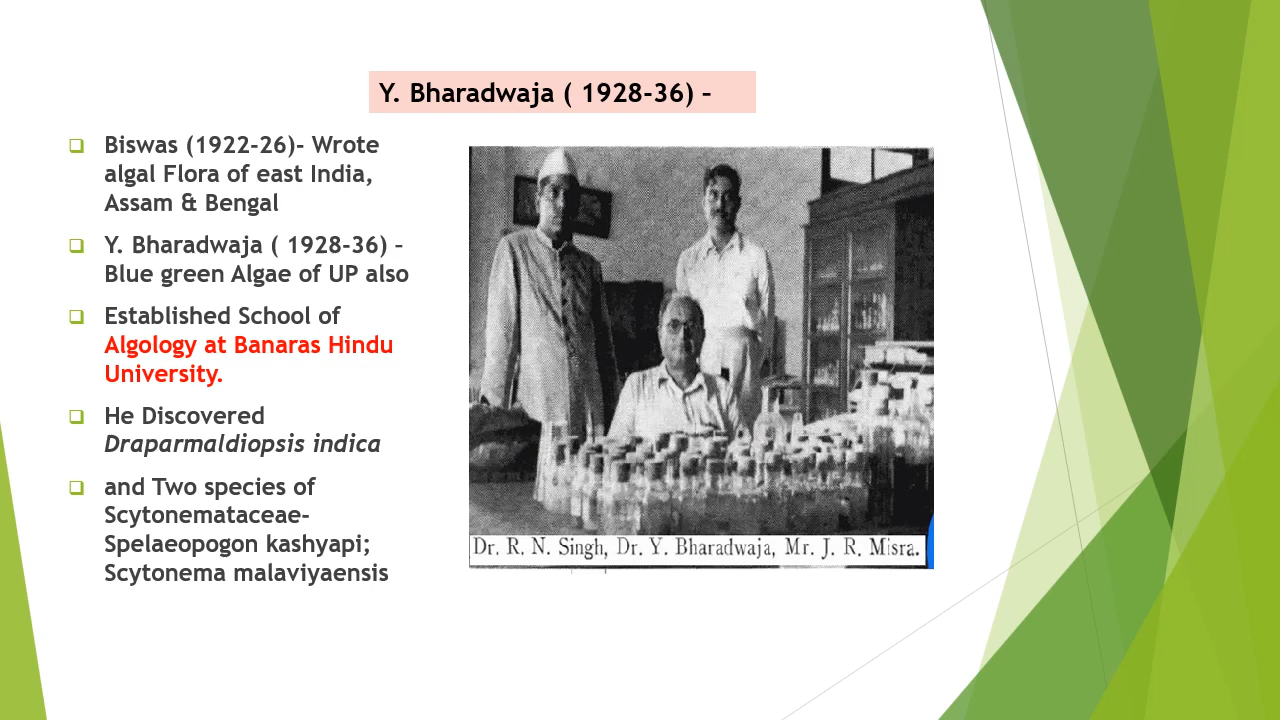 Y. Bharadwaja ( 1928-36) –
Biswas (1922-26)- Wrote
algal Flora of east India,
Assam & Bengal
Y. Bharadwaja ( 1928-36) –
Blue green Algae of UP also
Established School of
Algology at Banaras Hindu
University.
He Discovered
Draparmaldiopsis indica
and Two species of
Scytonemataceae-
Spelaeopogon kashyapi;
Scytonema malaviyaensis
Dr. R. N. Singh, Dr. Y. Bharadwaja, Mr. J. R. Misra.